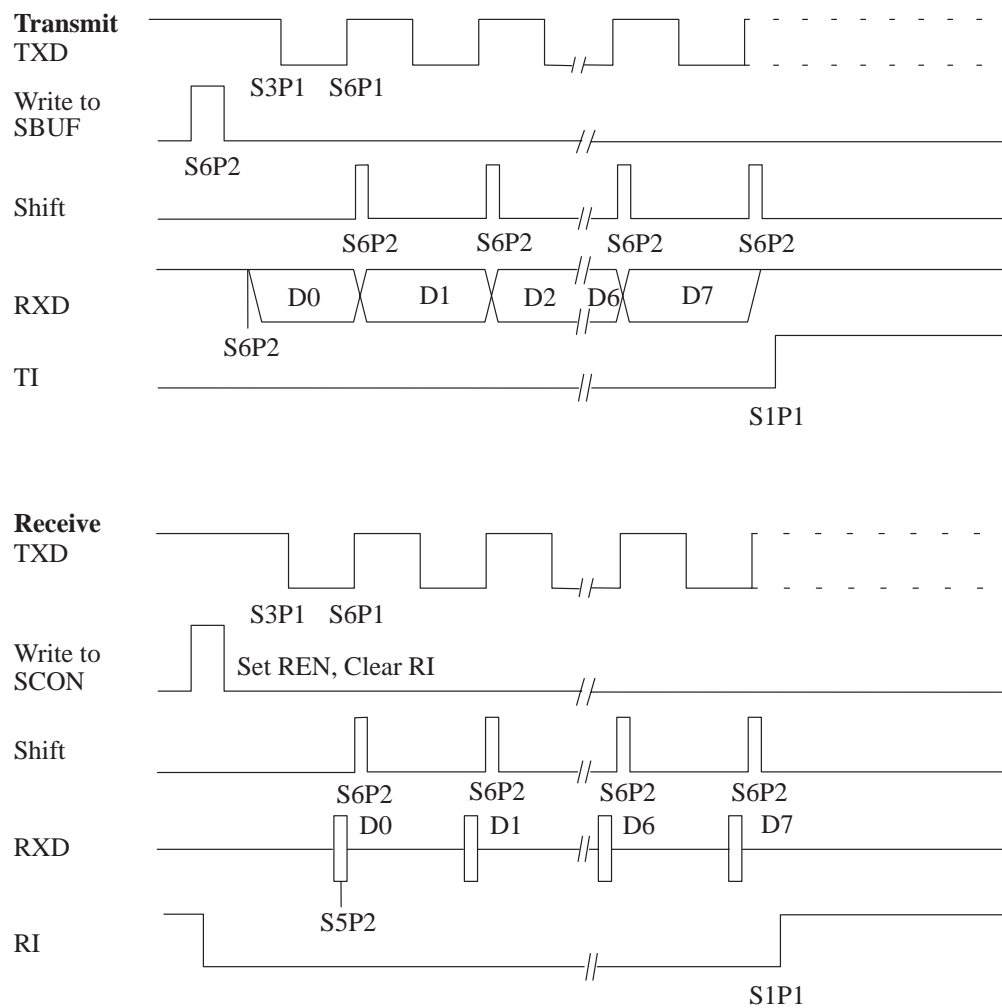 Transmit
TXD
S3P1 S6P1
Write to
SBUF
S6P2
Shift
S6P2 S6P2 S6P2 S6P2
RXD
D0 D1 D2 D6 D7
S6P2
TI
S1P1
Receive
TXD
S3P1 S6P1
Write to
SCON
Set REN, Clear RI
Shift
S6P2 S6P2 S6P2 S6P2
D0 D1 D6 D7
RXD
S5P2
RI
S1P1